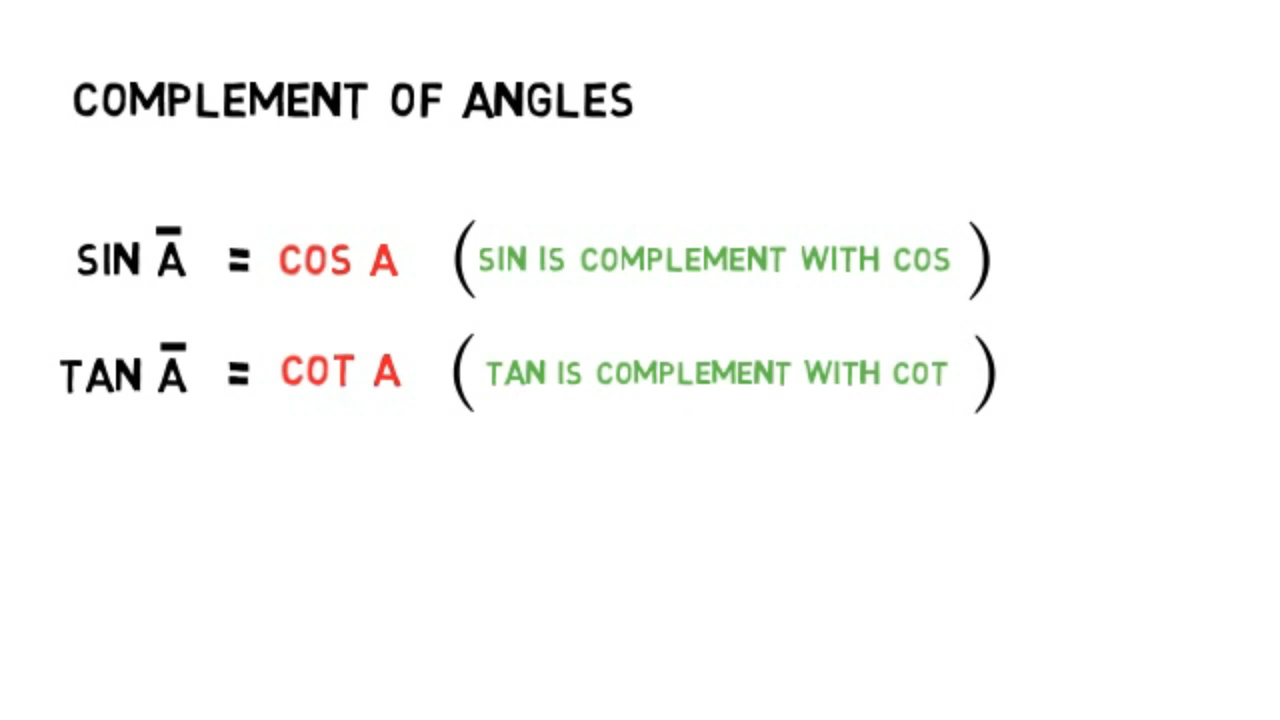 COMPLEMENT OF ANGLES
SIN A̅ = COS A (SIN IS COMPLEMENT WITH COS)
TAN A̅ = COT A (TAN IS COMPLEMENT WITH COT)